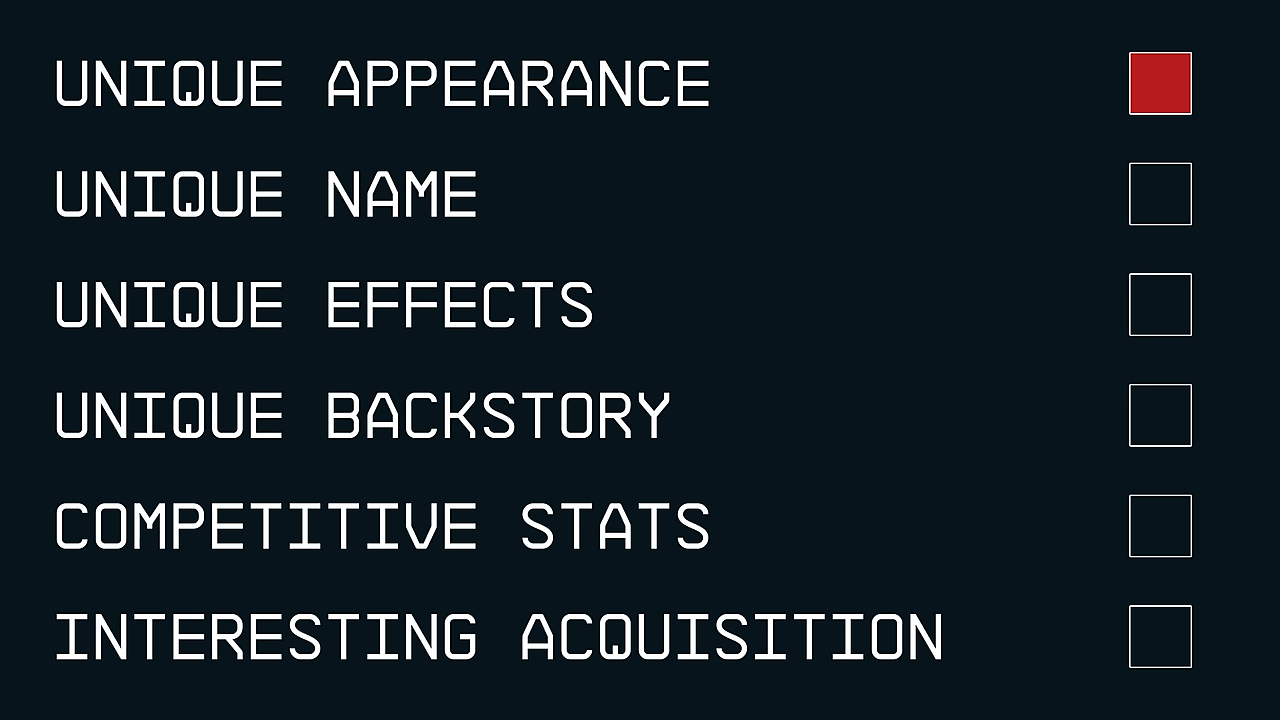 UNIQUE APPEARANCE
UNIQUE NAME
UNIQUE EFFECTS
UNIQUE BACKSTORY
COMPETITIVE STATS
INTERESTING ACQUISITION